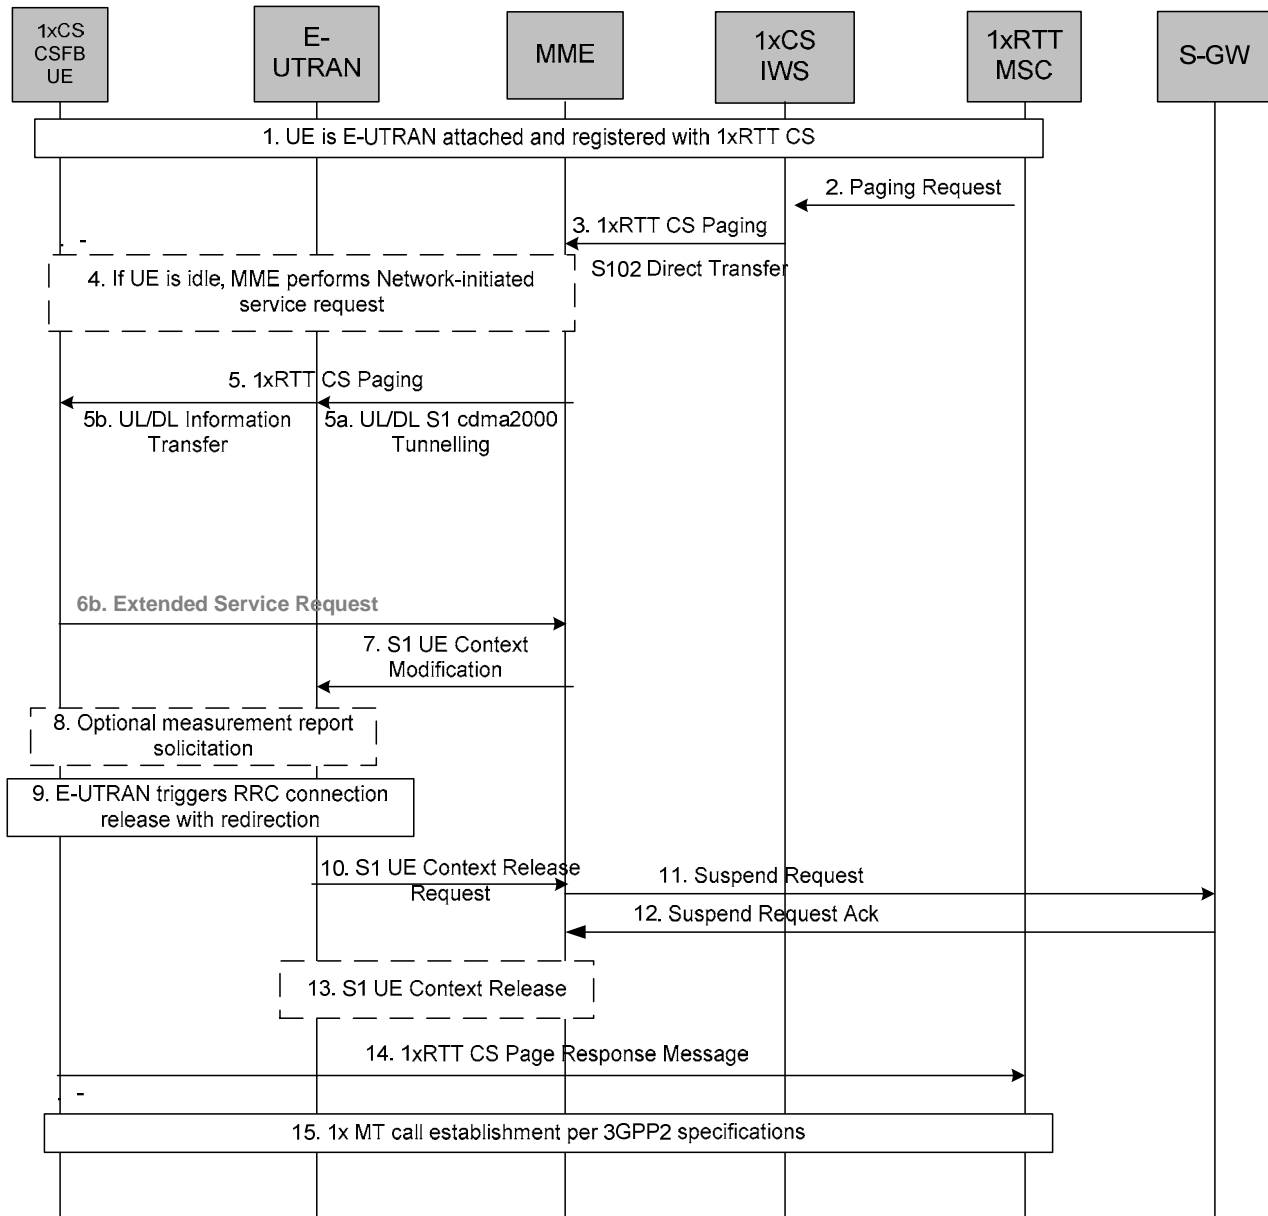 1xCS
CSFB
UE
E-
UTRAN
MME
1xCS
IWS
1xRTT
MSC
S-GW
1. UE is E-UTRAN attached and registered with 1xRTT CS
2. Paging Request
3. 1xRTT CS Paging
S102 Direct Transfer
. -
4. If UE is idle, MME performs Network-initiated
service request
5. 1xRTT CS Paging
5b. UL/DL Information
Transfer
5a. UL/DL S1 cdma2000
Tunnelling
6b. Extended Service Request
7. S1 UE Context
Modification
8. Optional measurement report
solicitation
9. E-UTRAN triggers RRC connection
release with redirection
10. S1 UE Context Release
Request
11. Suspend Request
12. Suspend Request Ack
13. S1 UE Context Release
14. 1xRTT CS Page Response Message
. -
15. 1x MT call establishment per 3GPP2 specifications